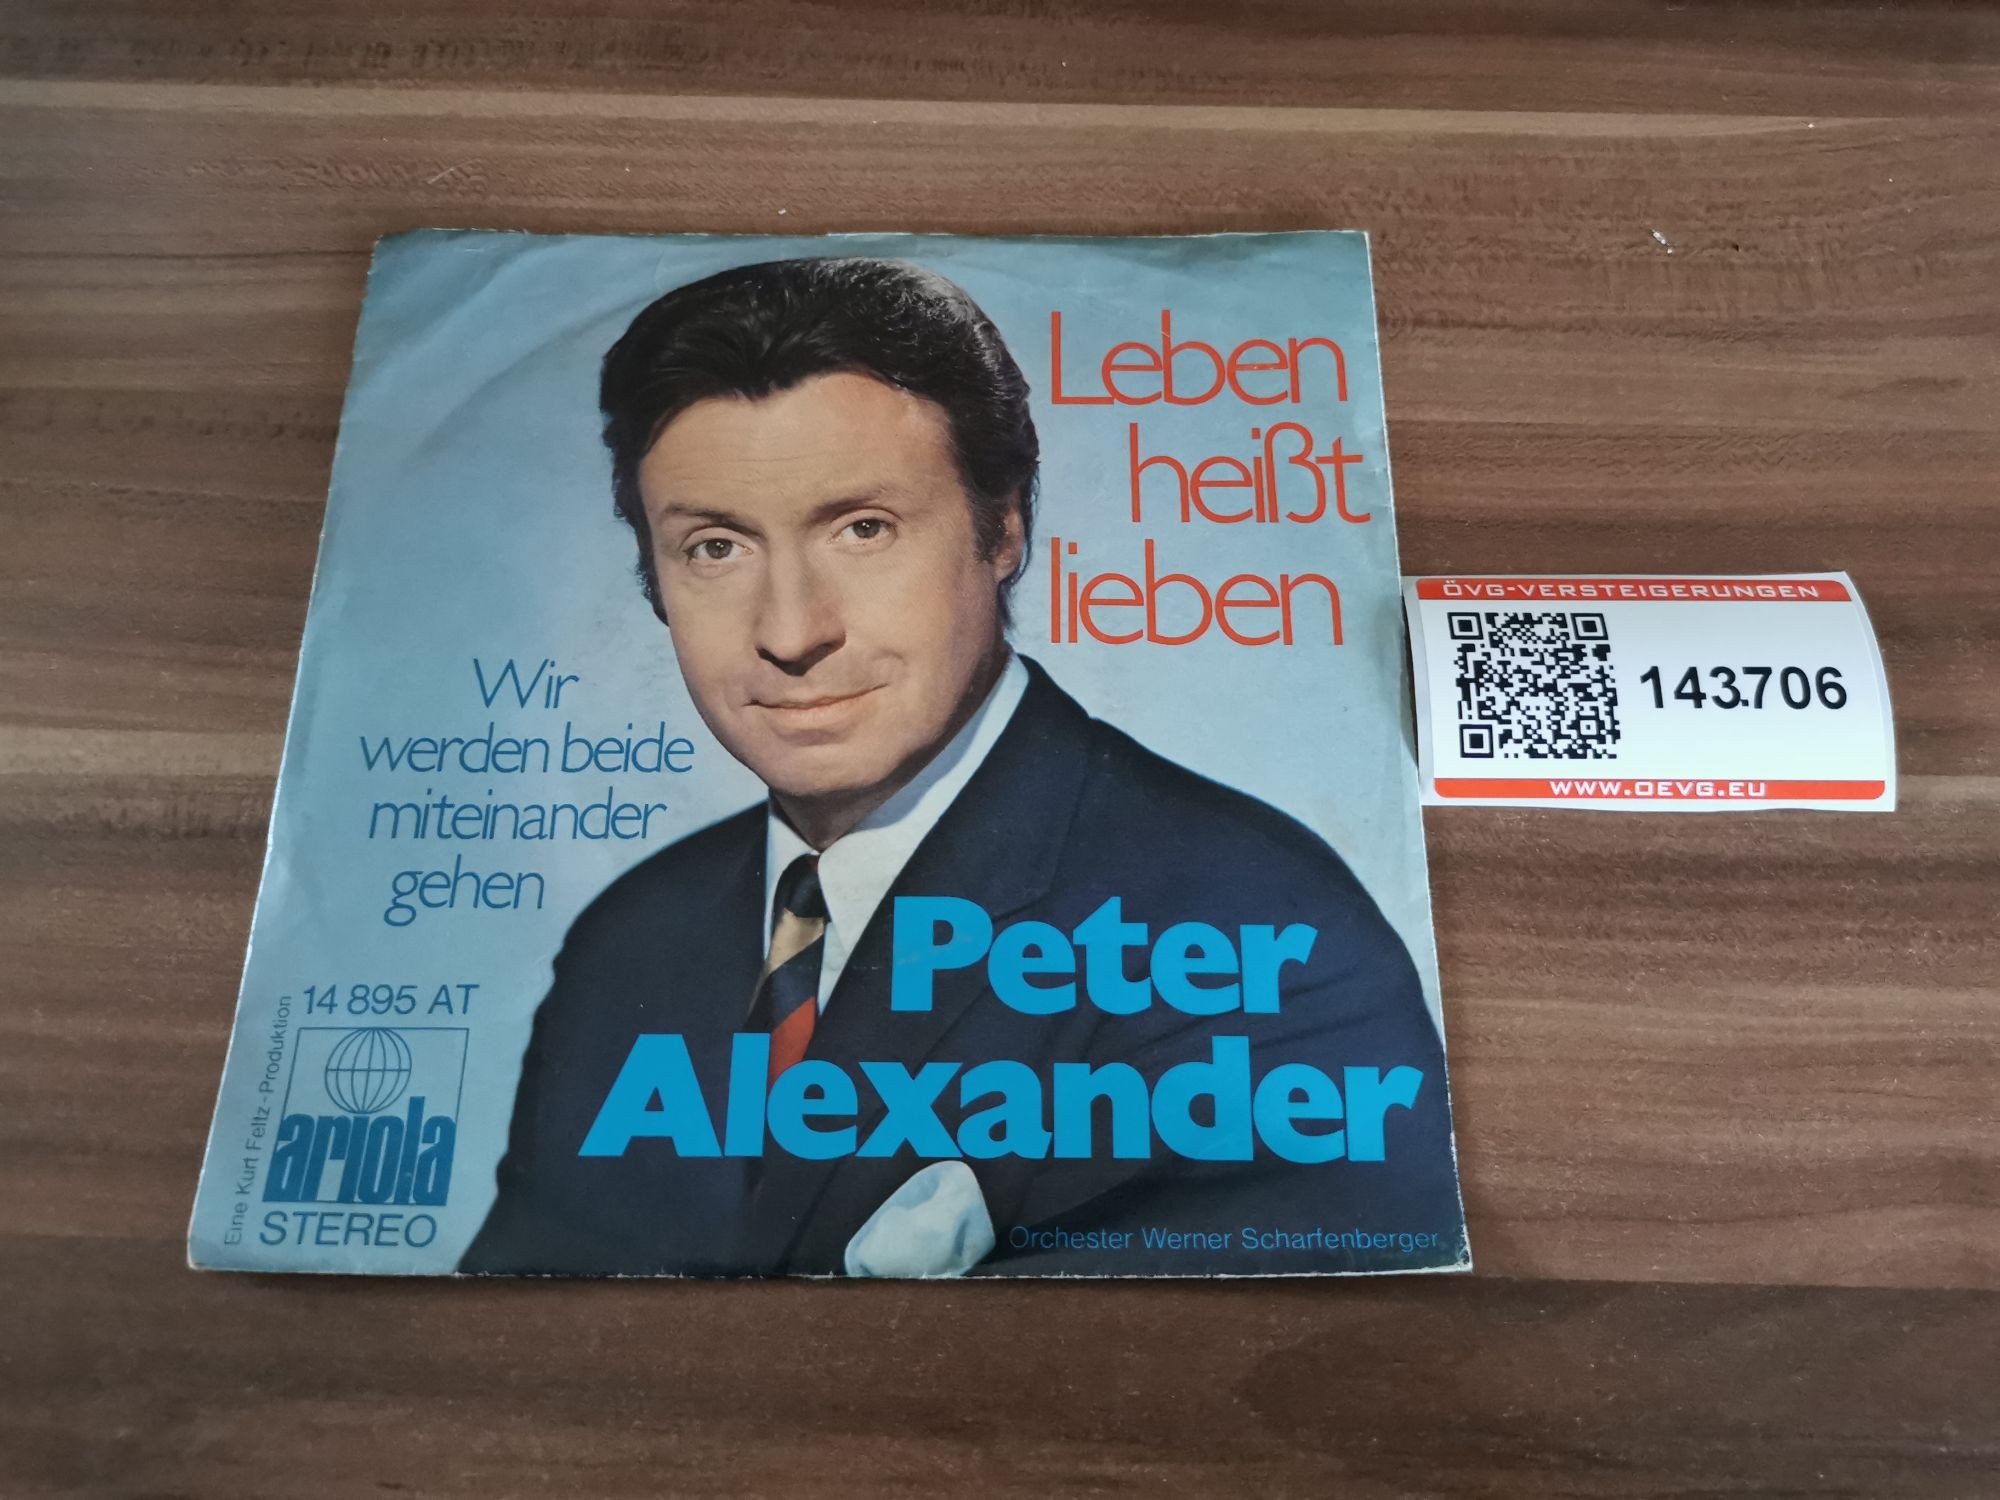 Leben
heißt
lieben
Wir
werden beide
miteinander
gehen
Peter
Alexander
14 895 AT
Eine Kurt Feltz-Produktion
ariola
STEREO
Orchester Werner Scharfenberger
ÖVG-VERSTEIGERUNGEN
143.706
WWW.OEVG.EU